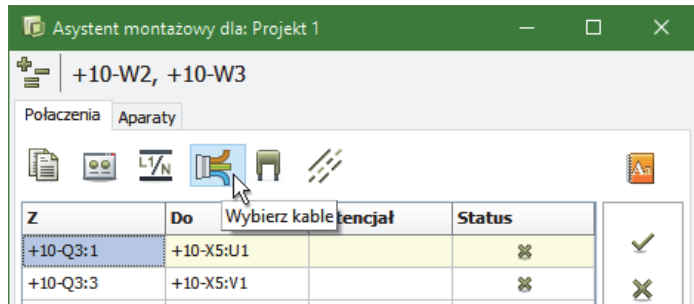 Asystent montażowy dla: Projekt 1
+10-W2, +10-W3
Połaczenia Aparaty
L1/N
Aa
Z Do Wybierz kable tencjał Status
+10-Q3:1 +10-X5:U1
+10-Q3:3 +10-X5:V1